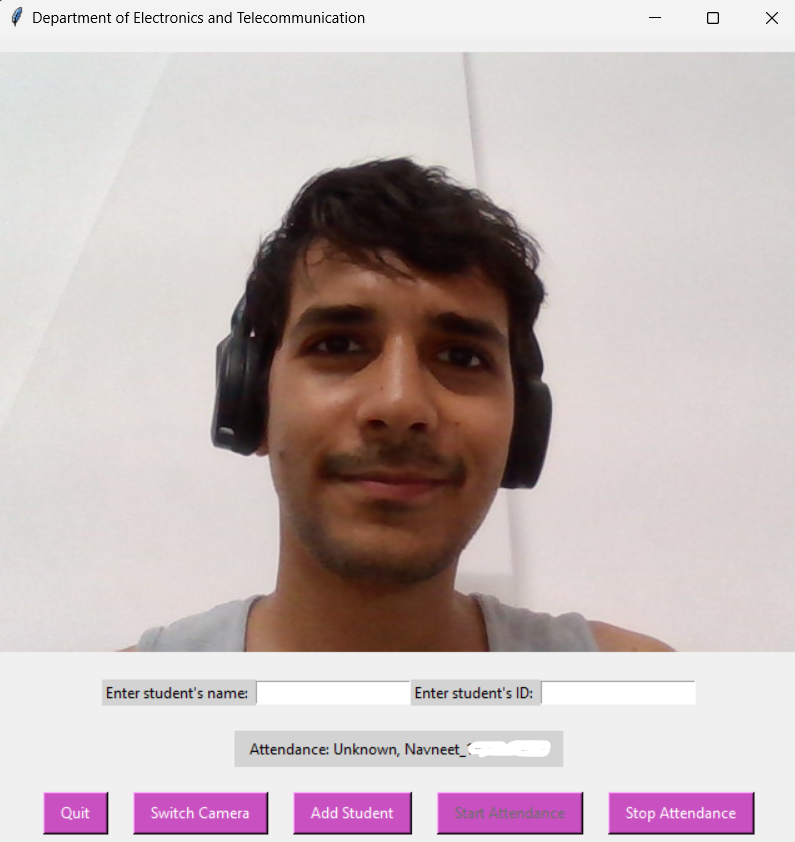 Department of Electronics and Telecommunication
Enter student's name: Enter student's ID:
Attendance: Unknown, Navneet_
Quit Switch Camera Add Student Start Attendance Stop Attendance